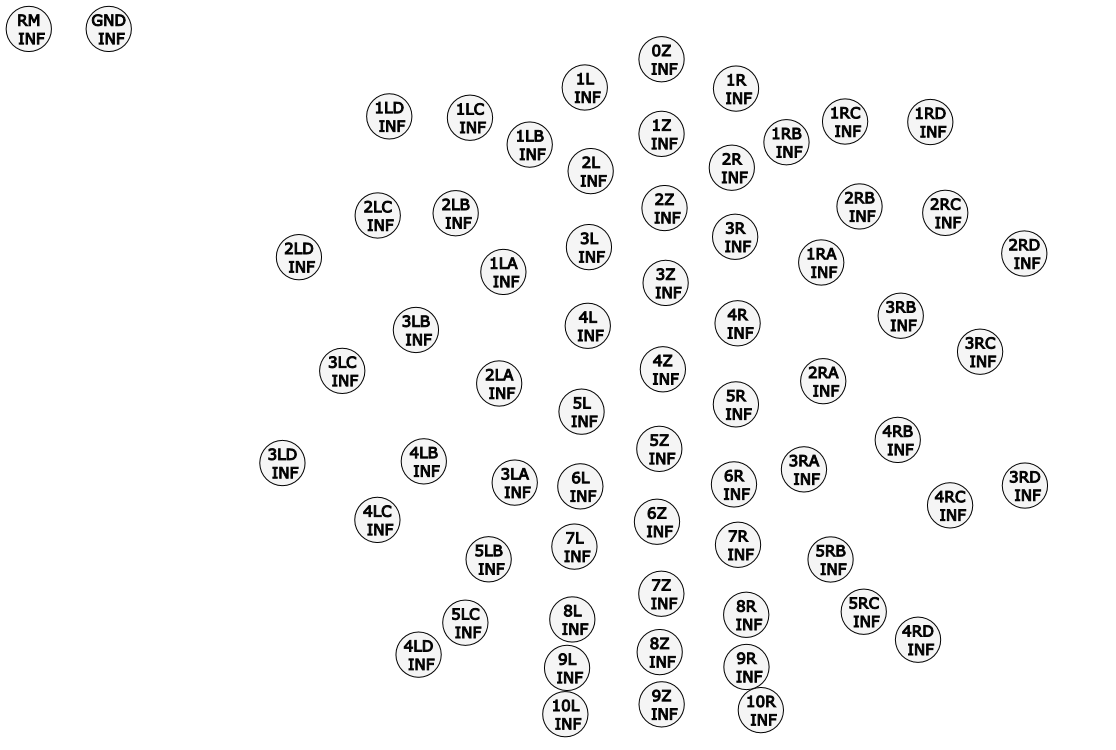 RM
INF
GND
INF
0Z
INF
1L
INF
1R
INF
1LD
INF
1LC
INF
1RC
INF
1RD
INF
1Z
INF
1LB
INF
1RB
INF
2L
INF
2R
INF
2LC
INF
2LB
INF
2Z
INF
2RB
INF
2RC
INF
3R
INF
2LD
INF
3L
INF
2RD
INF
1LA
INF
1RA
INF
3Z
INF
3LB
INF
4L
INF
4R
INF
3RB
INF
3RC
INF
3LC
INF
4Z
INF
2LA
INF
2RA
INF
5L
INF
5R
INF
4RB
INF
5Z
INF
3LD
INF
4LB
INF
3RA
INF
3LA
INF
6L
INF
6R
INF
3RD
INF
4RC
INF
4LC
INF
6Z
INF
7L
INF
7R
INF
5LB
INF
5RB
INF
7Z
INF
5RC
INF
8R
INF
8L
INF
5LC
INF
4RD
INF
4LD
INF
8Z
INF
9L
INF
9R
INF
9Z
INF
10L
INF
10R
INF